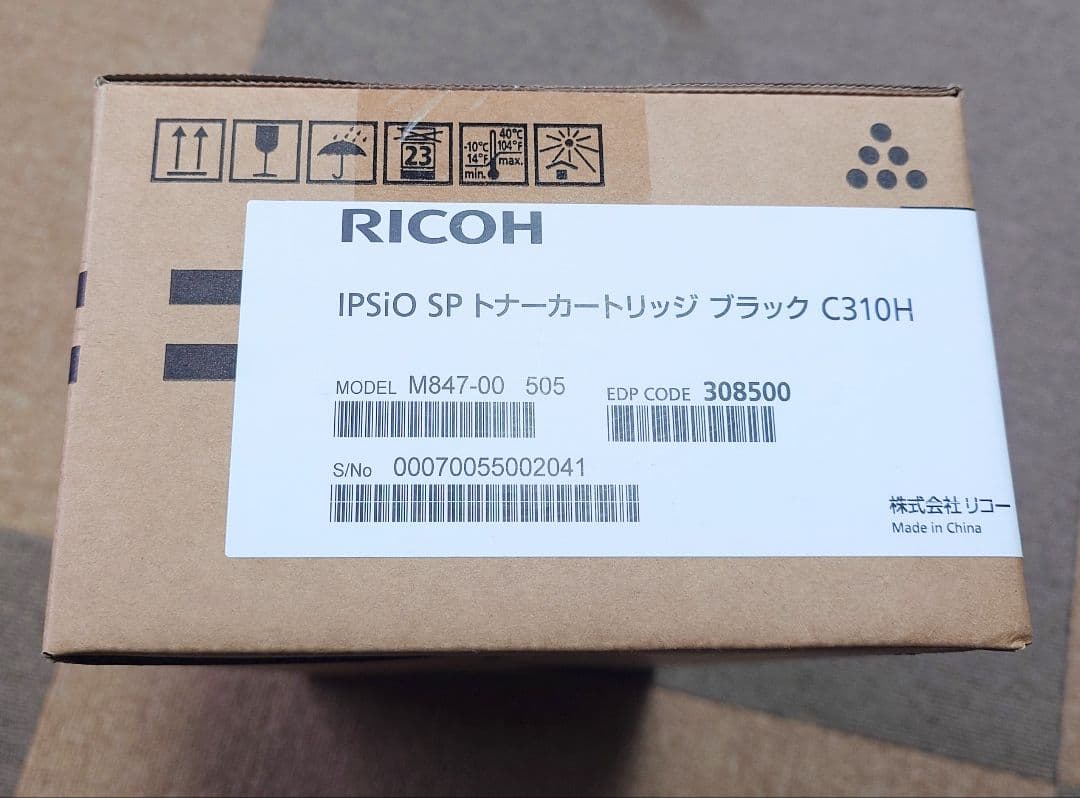 23
-10℃ 40℃
14°F 104°F
min. max.
RICOH
IPSiO SP トナーカートリッジ ブラック C310H
MODEL M847-00 505 EDP CODE 308500
S/No 00070055002041
株式会社リコー
Made in China